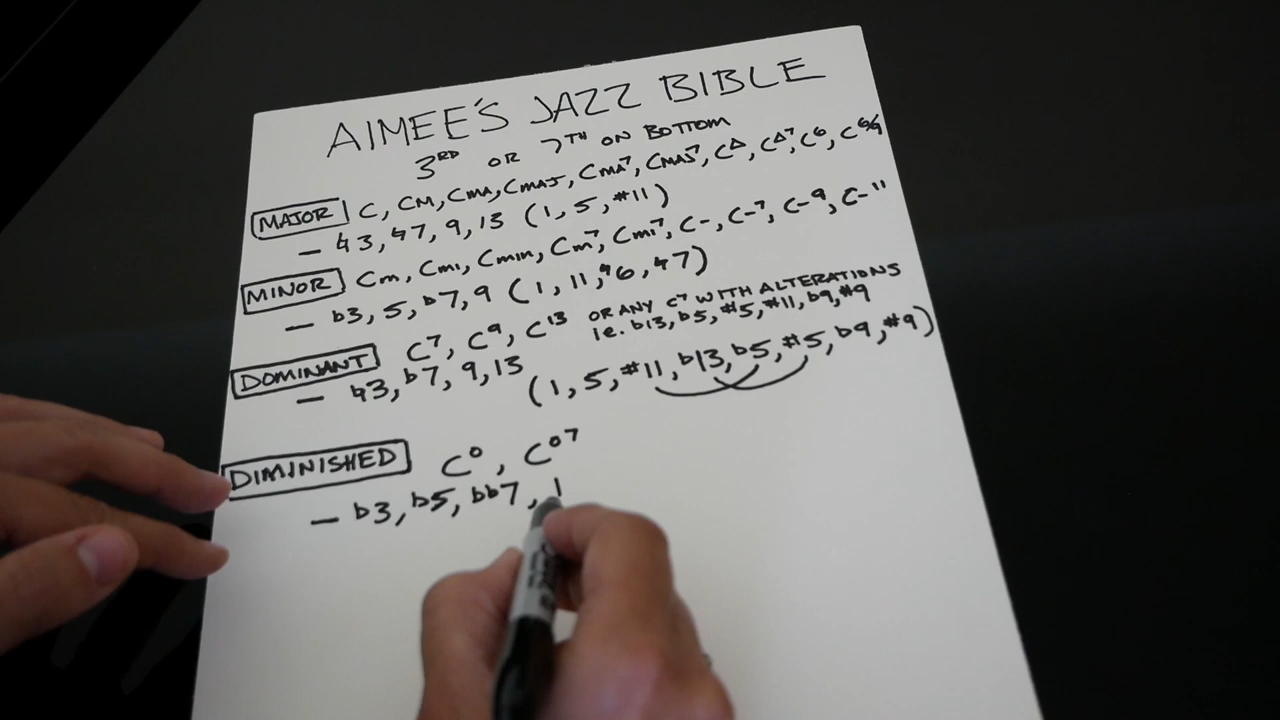 AIMEE'S JAZZ BIBLE
3RD OR 7TH ON BOTTOM
MAJOR C, CM, CMA, CMAJ, CMA7, CMAJ7, C△, C△7, C6, C6/9
— ♮3, ♮7, 9, 13 (1, 5, #11)
MINOR Cm, Cmi, Cmin, Cm7, Cmi7, C-, C-7, C-9, C-11
— b3, 5, b7, 9 (1, 11, ♮6, ♮7)
DOMINANT C7, C9, C13 OR ANY C7 WITH ALTERATIONS
ie. b13, b5, #5, #11, b9, #9
— ♮3, b7, 9, 13 (1, 5, #11, b13, b5, #5, b9, #9)
DIMINISHED C°, C°7
— b3, b5, bb7, 1